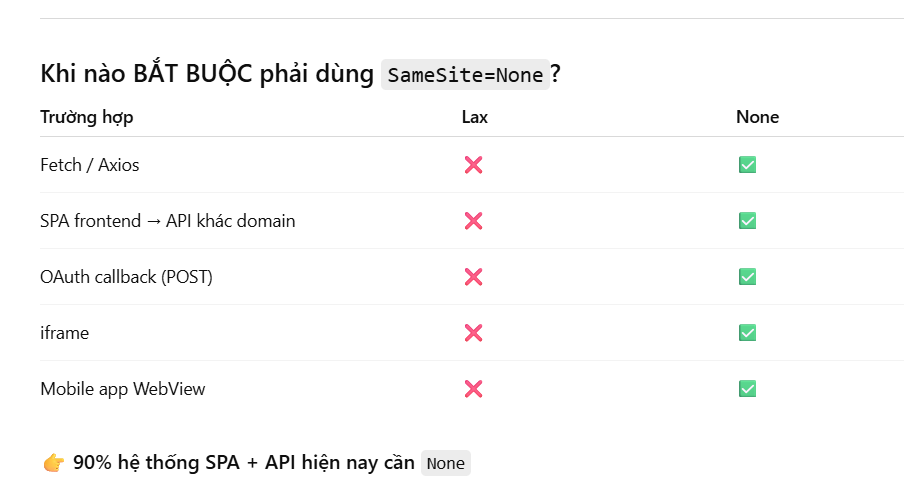 Khi nào BẮT BUỘC phải dùng SameSite=None?
Trường hợp Lax None
Fetch / Axios ❌ ✅
SPA frontend → API khác domain ❌ ✅
OAuth callback (POST) ❌ ✅
iframe ❌ ✅
Mobile app WebView ❌ ✅
👉 90% hệ thống SPA + API hiện nay cần None